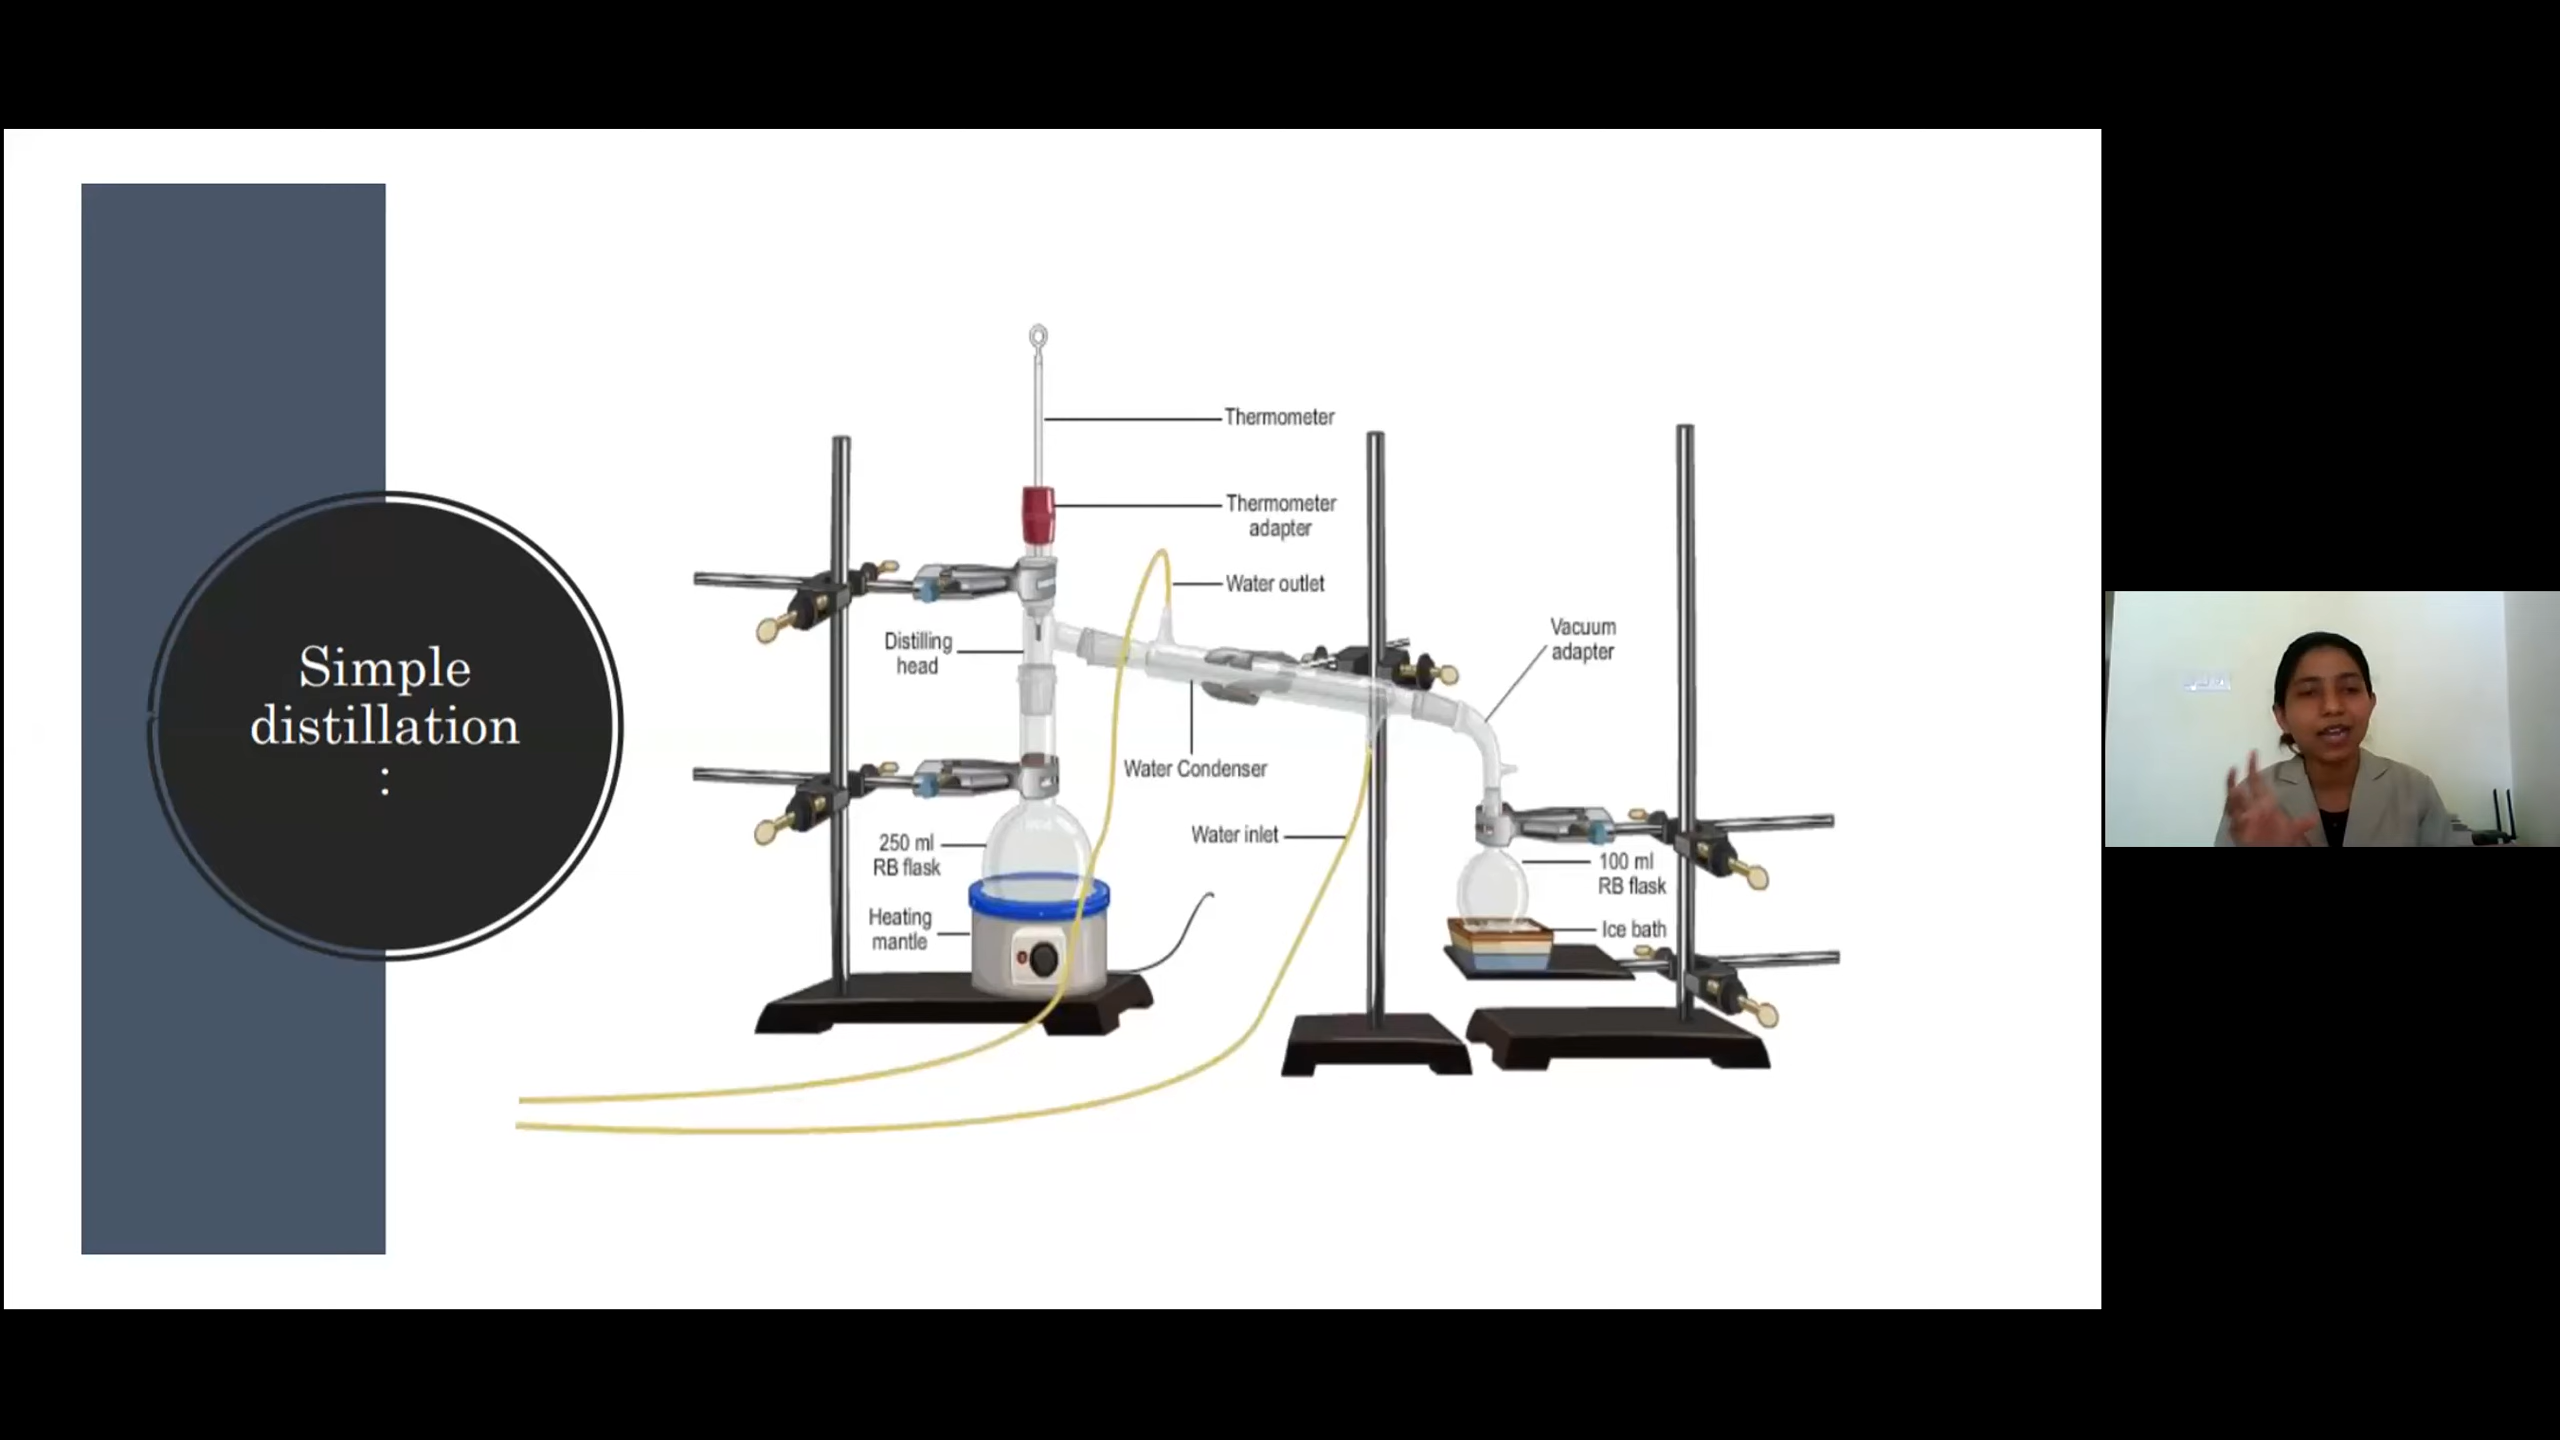 Simple
distillation
:
Thermometer
Thermometer
adapter
Water outlet
Distilling
head
Vacuum
adapter
Water Condenser
Water inlet
250 ml
RB flask
100 ml
RB flask
Heating
mantle
Ice bath